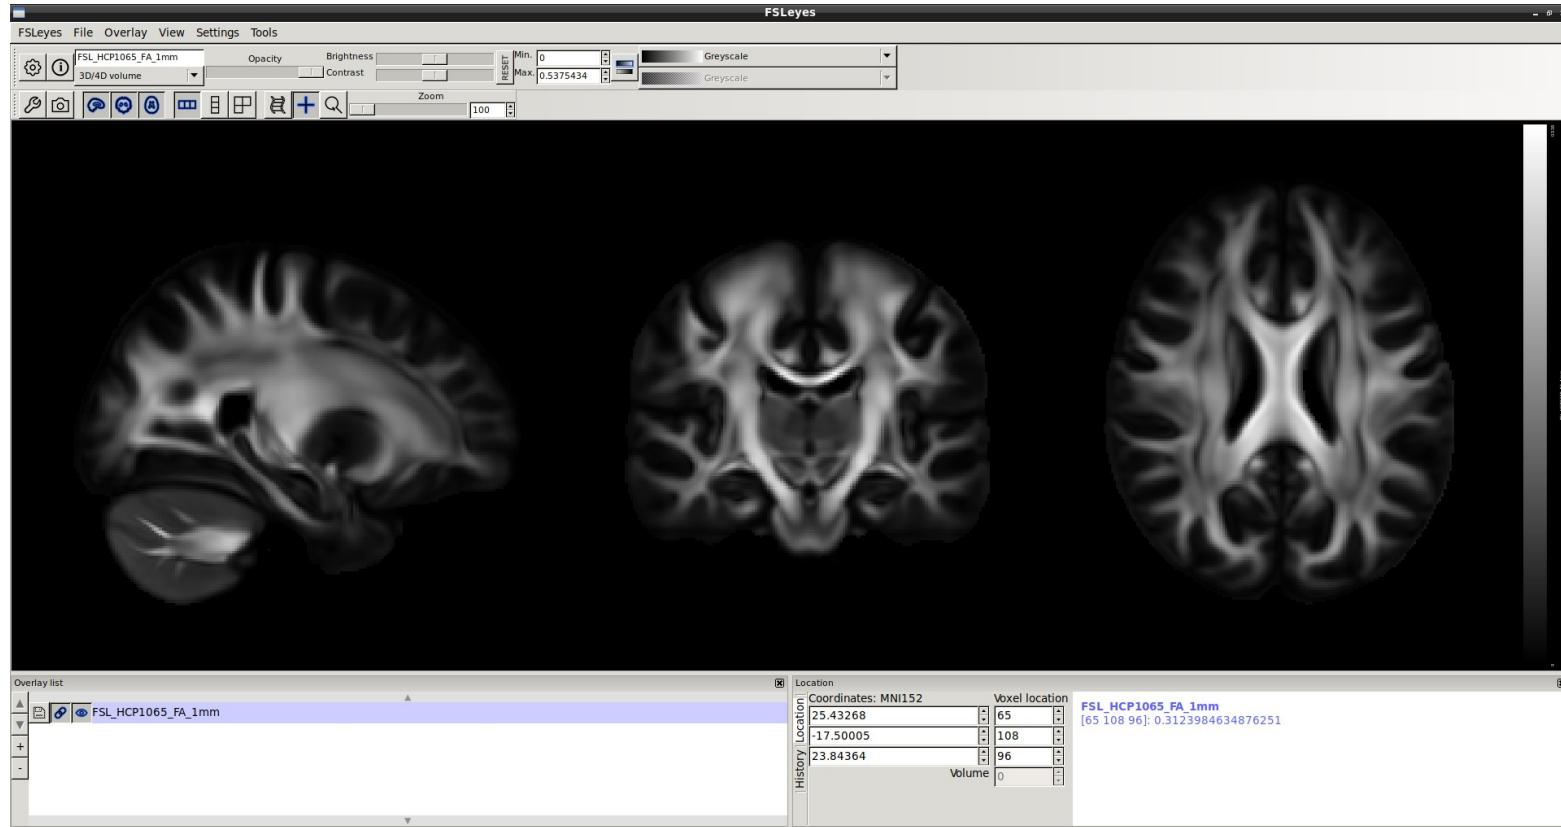 FSLeyes
FSLeyes File Overlay View Settings Tools
FSL_HCP1065_FA_1mm
3D/4D volume
Opacity
Brightness
Contrast
RESET
Min. 0
Max. 0.5375434
Greyscale
Greyscale
Zoom
100
Overlay list
FSL_HCP1065_FA_1mm
Location
Location
History
Coordinates: MNI152 Voxel location
25.43268 65
-17.50005 108
23.84364 96
Volume 0
FSL_HCP1065_FA_1mm
[65 108 96]: 0.3123984634876251